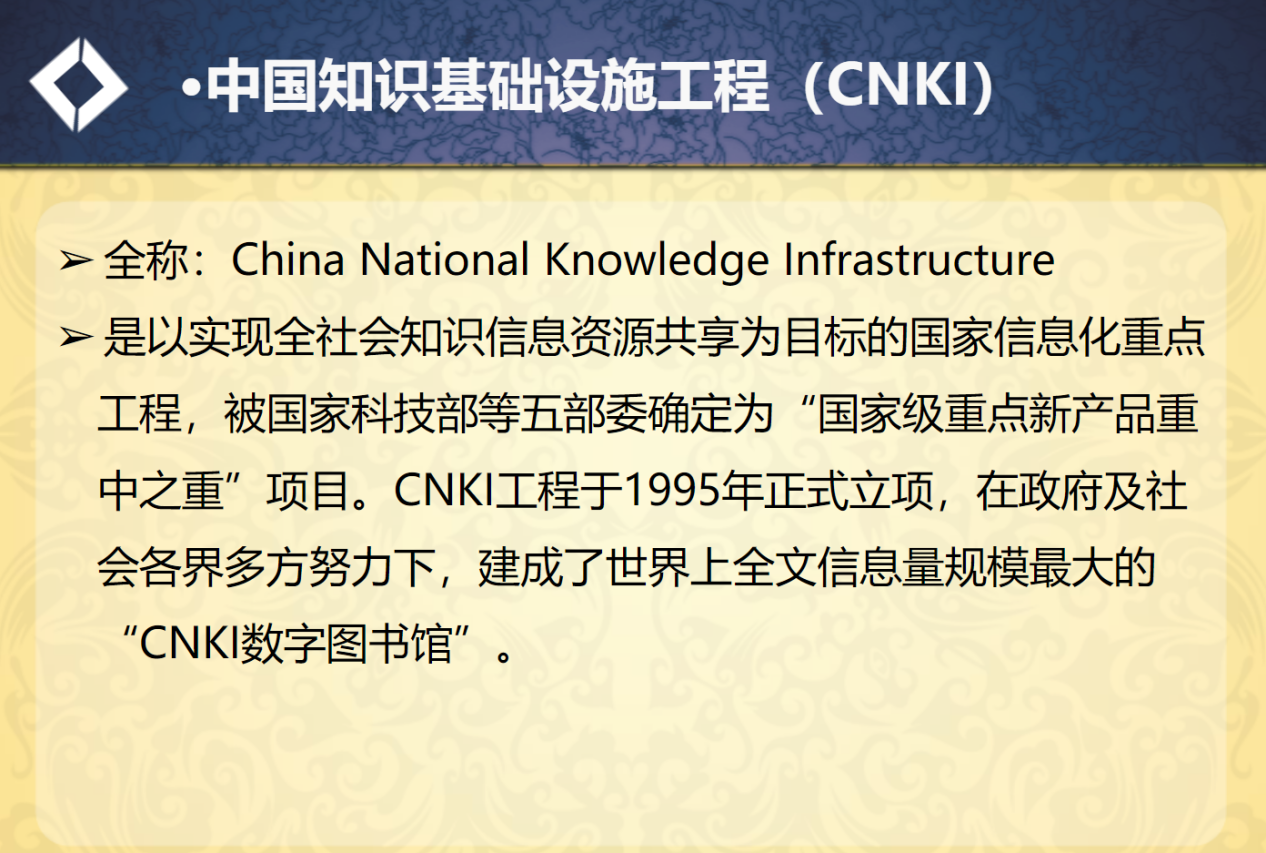 •中国知识基础设施工程（CNKI）
➢ 全称：China National Knowledge Infrastructure
➢ 是以实现全社会知识信息资源共享为目标的国家信息化重点
工程，被国家科技部等五部委确定为“国家级重点新产品重
中之重”项目。CNKI工程于1995年正式立项，在政府及社
会各界多方努力下，建成了世界上全文信息量规模最大的
“CNKI数字图书馆”。